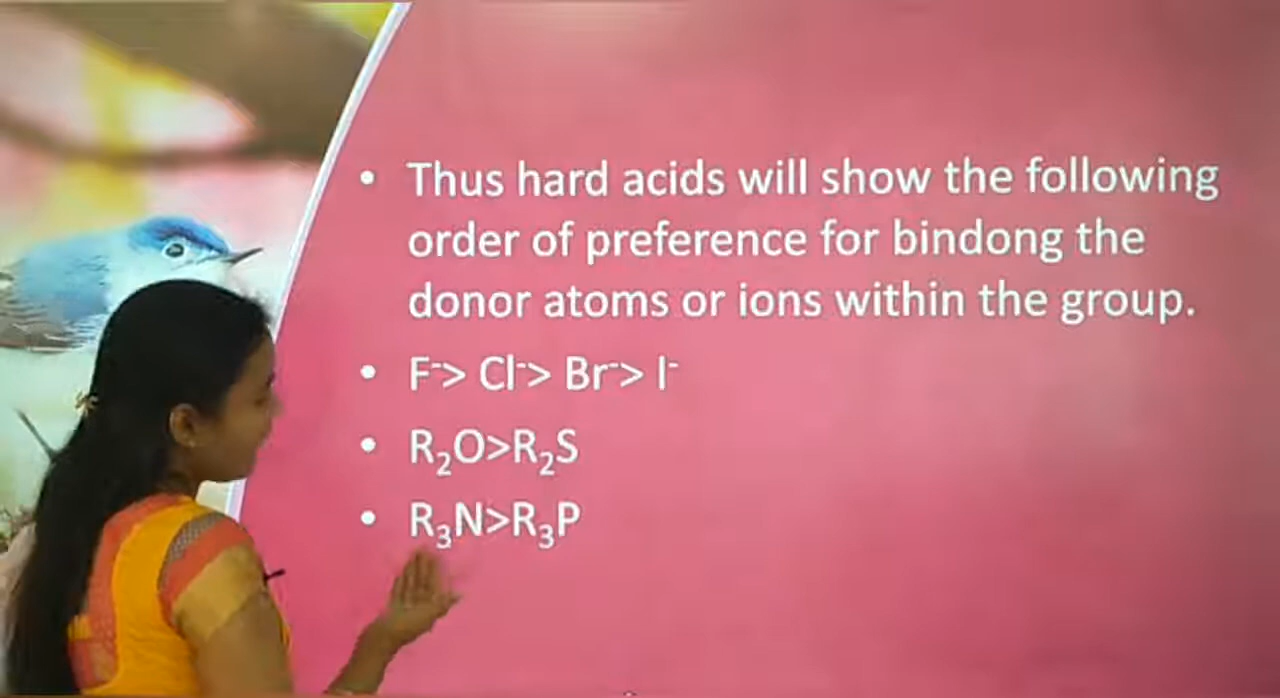 • Thus hard acids will show the following
order of preference for bindong the
donor atoms or ions within the group.
• F⁻> Cl⁻> Br⁻> I⁻
• R₂O>R₂S
• R₃N>R₃P